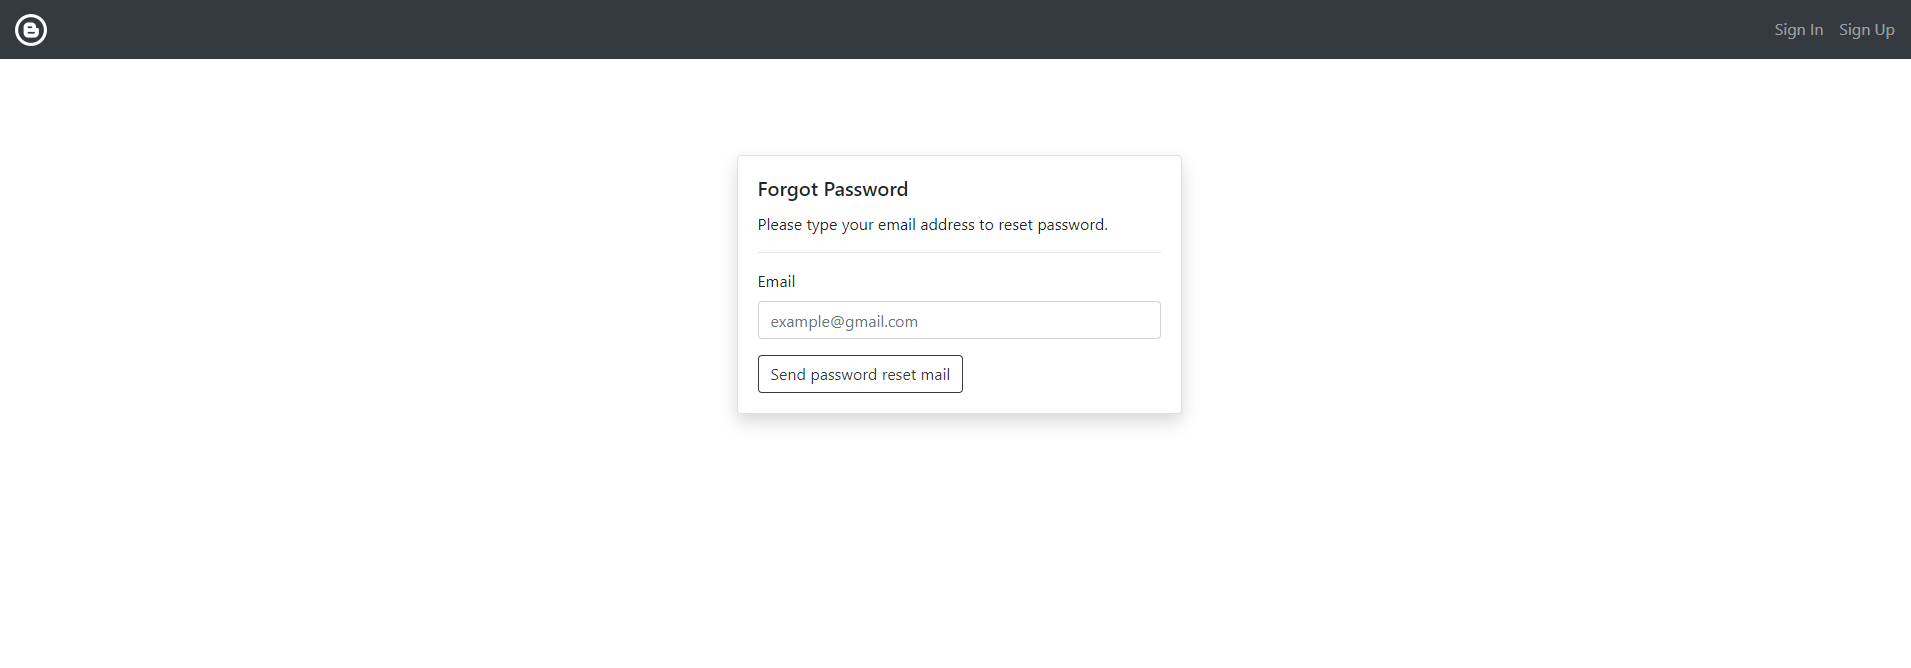 Sign In Sign Up
Forgot Password
Please type your email address to reset password.
Email
example@gmail.com
Send password reset mail